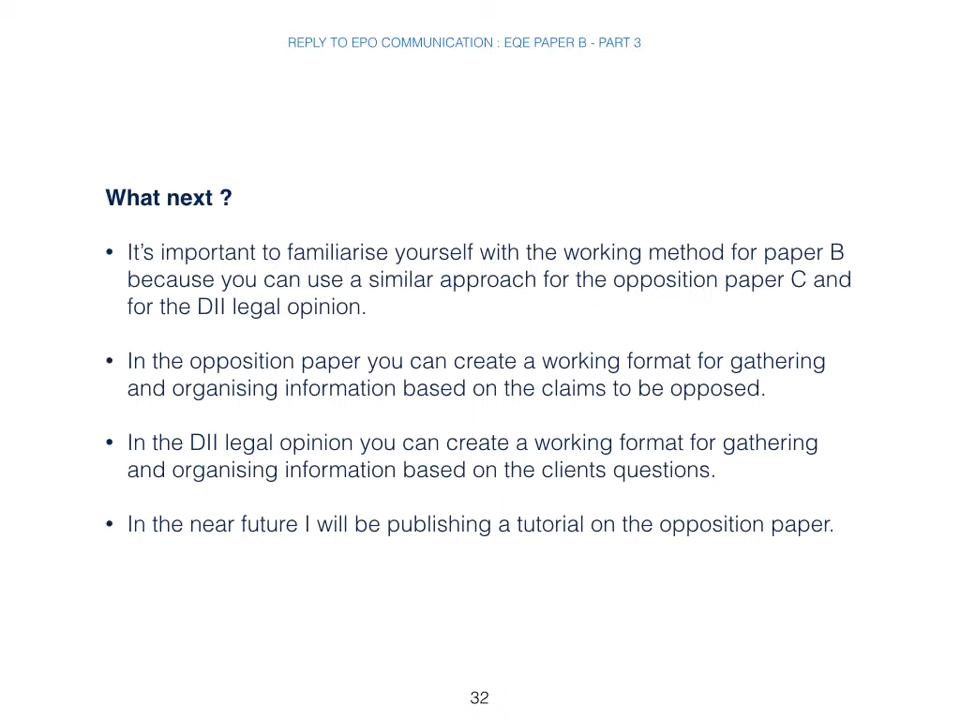 REPLY TO EPO COMMUNICATION : EQE PAPER B - PART 3
What next ?
• It’s important to familiarise yourself with the working method for paper B
because you can use a similar approach for the opposition paper C and
for the DII legal opinion.
• In the opposition paper you can create a working format for gathering
and organising information based on the claims to be opposed.
• In the DII legal opinion you can create a working format for gathering
and organising information based on the clients questions.
• In the near future I will be publishing a tutorial on the opposition paper.
32